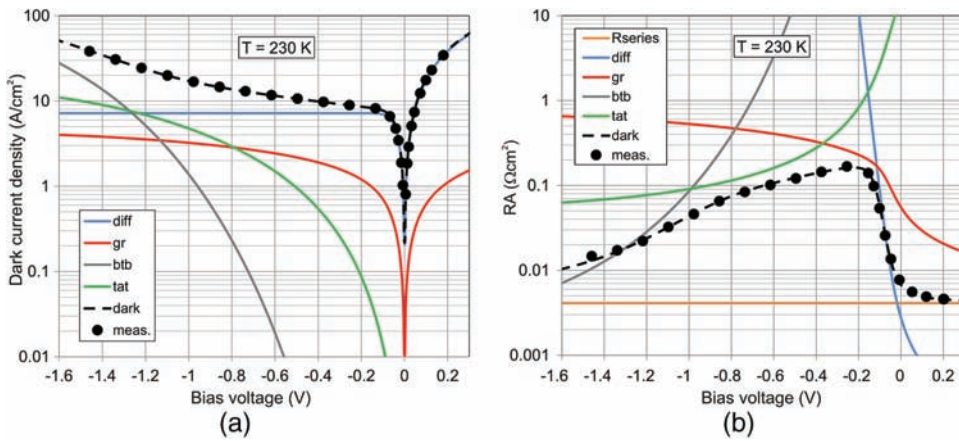 T = 230 K
Dark current density (A/cm²)
100
10
1
0.1
0.01
diff
gr
btb
tat
dark
meas.
-1.6 -1.4 -1.2 -1 -0.8 -0.6 -0.4 -0.2 0 0.2
Bias voltage (V)
(a)
T = 230 K
RA (Ωcm²)
10
1
0.1
0.01
0.001
Rseries
diff
gr
btb
tat
dark
meas.
-1.6 -1.4 -1.2 -1 -0.8 -0.6 -0.4 -0.2 0 0.2
Bias voltage (V)
(b)